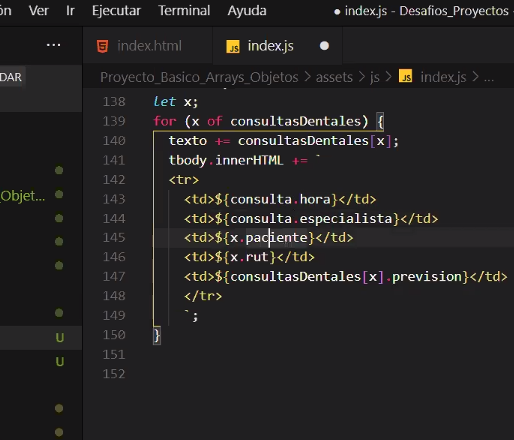 ón Ver Ir Ejecutar Terminal Ayuda ● index.js - Desafios_Proyectos
... index.html index.js ●
DAR
Proyecto_Basico_Arrays_Objetos > assets > js > index.js > ...
138 let x;
139 for (x of consultasDentales) {
140 texto += consultasDentales[x];
141 tbody.innerHTML += `
142 <tr>
143 <td>${consulta.hora}</td>
144 <td>${consulta.especialista}</td>
145 <td>${x.paciente}</td>
146 <td>${x.rut}</td>
147 <td>${consultasDentales[x].prevision}</td>
148 </tr>
149 `;
150 }
151
152
_Objet...
U
U